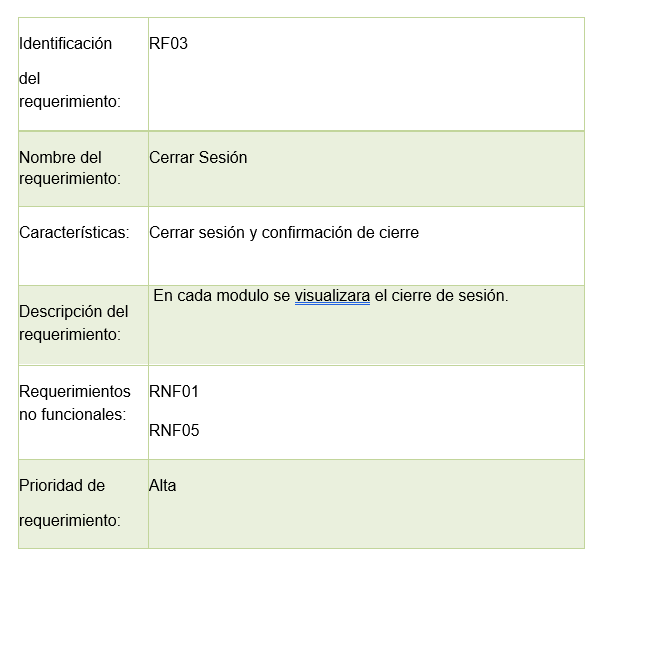 Identificación RF03
del
requerimiento:
Nombre del Cerrar Sesión
requerimiento:
Características: Cerrar sesión y confirmación de cierre
En cada modulo se visualizara el cierre de sesión.
Descripción del
requerimiento:
Requerimientos RNF01
no funcionales:
RNF05
Prioridad de Alta
requerimiento: